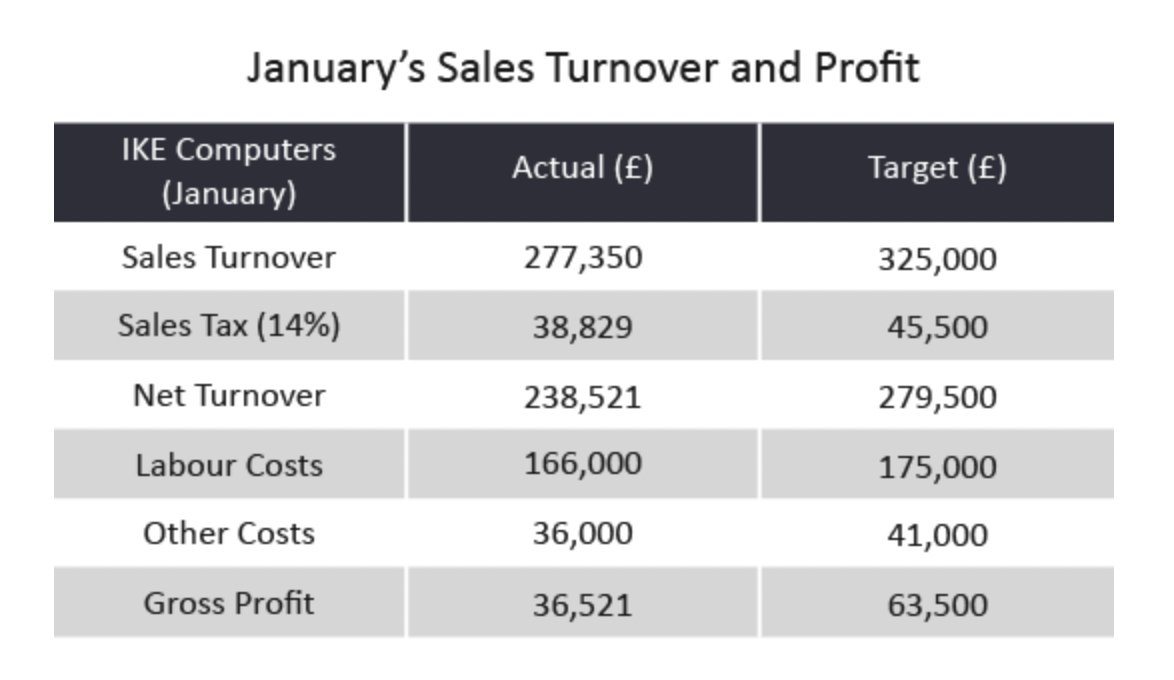 January’s Sales Turnover and Profit
IKE Computers
(January)
Actual (£)
Target (£)
Sales Turnover 277,350 325,000
Sales Tax (14%) 38,829 45,500
Net Turnover 238,521 279,500
Labour Costs 166,000 175,000
Other Costs 36,000 41,000
Gross Profit 36,521 63,500